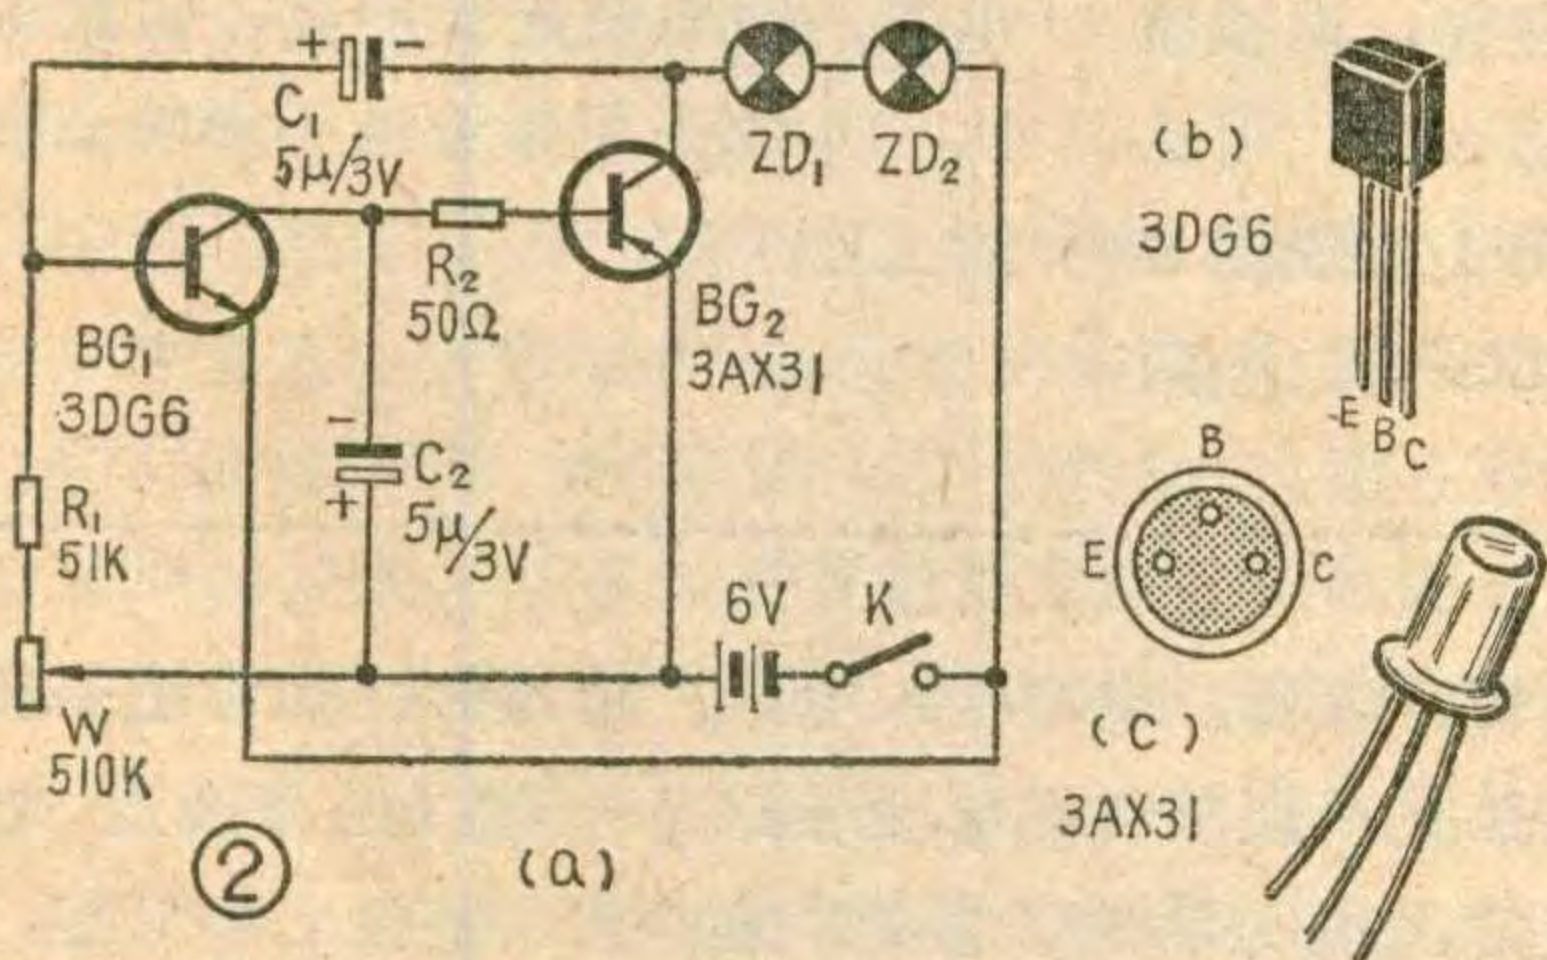 + -
C₁
5μ/3V
ZD₁ ZD₂
R₂
50Ω
BG₁
3DG6
BG₂
3AX31
-
+
C₂
5μ/3V
R₁
51K
W
510K
6V K
② (a)
(b)
3DG6
E B C
B
E C
(c)
3AX31